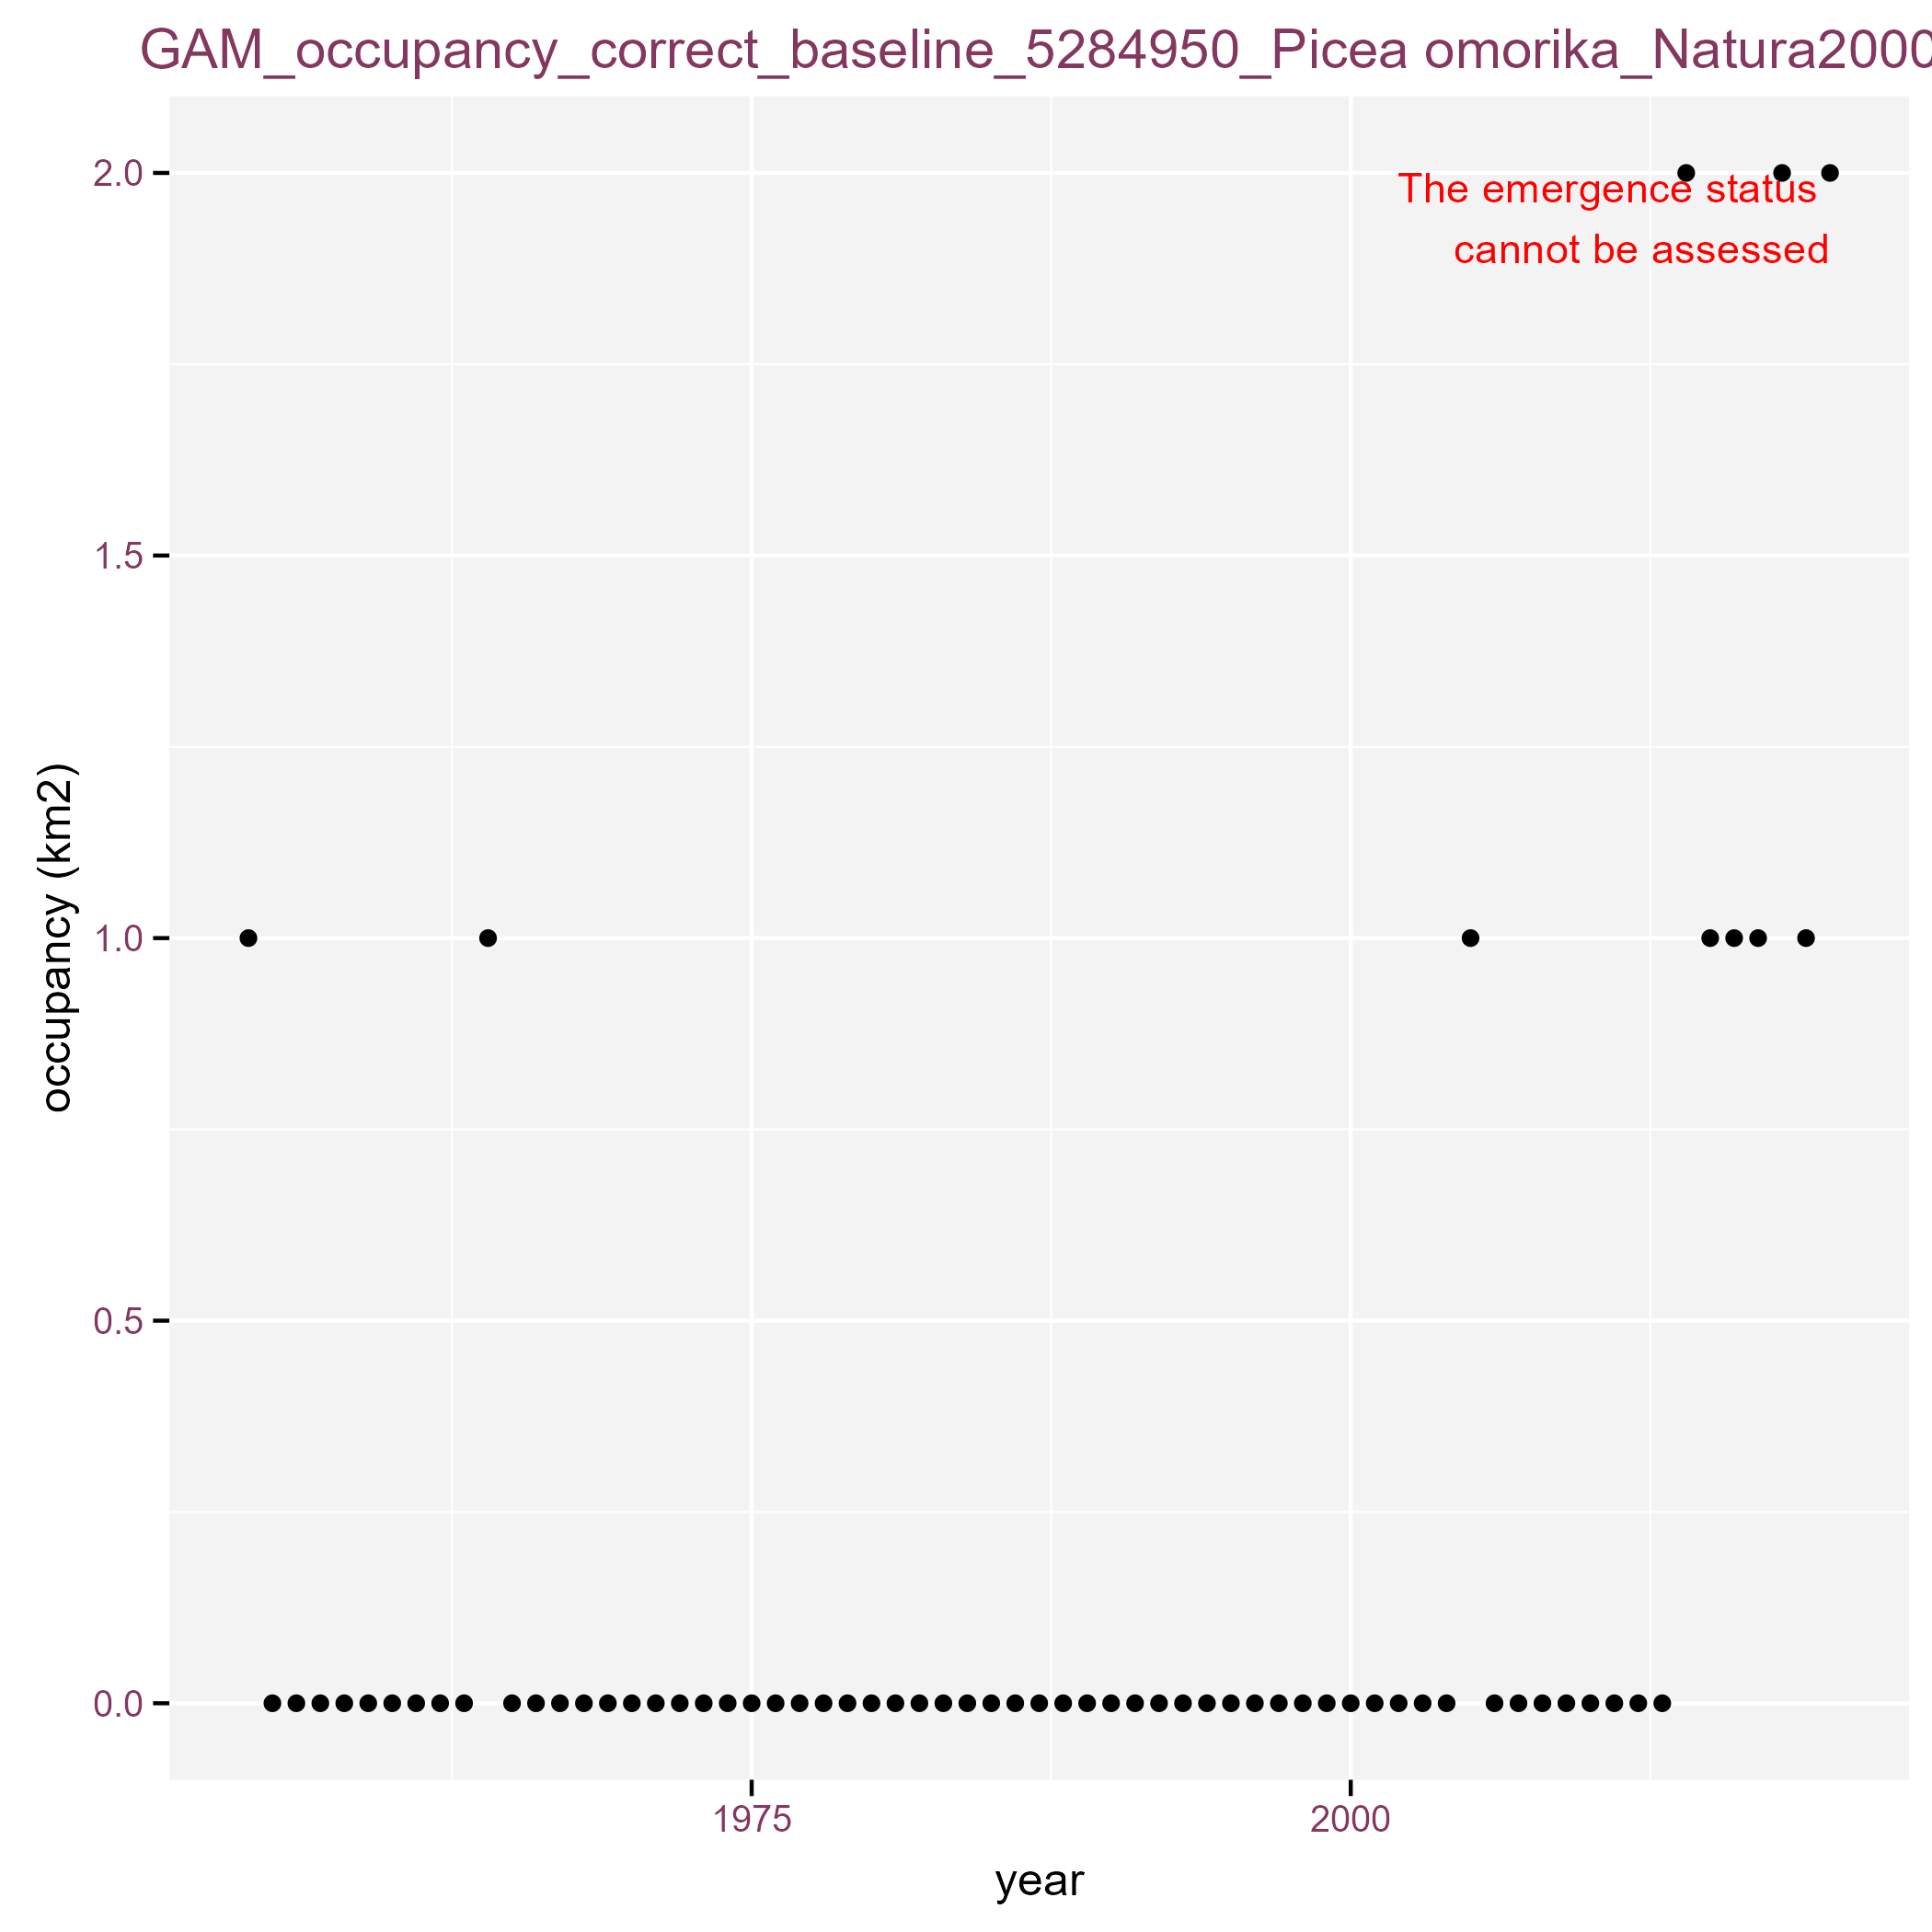 GAM_occupancy_correct_baseline_5284950_Picea omorika_Natura2000
The emergence status
cannot be assessed
2.0
1.5
1.0
0.5
0.0
occupancy (km2)
1975
2000
year